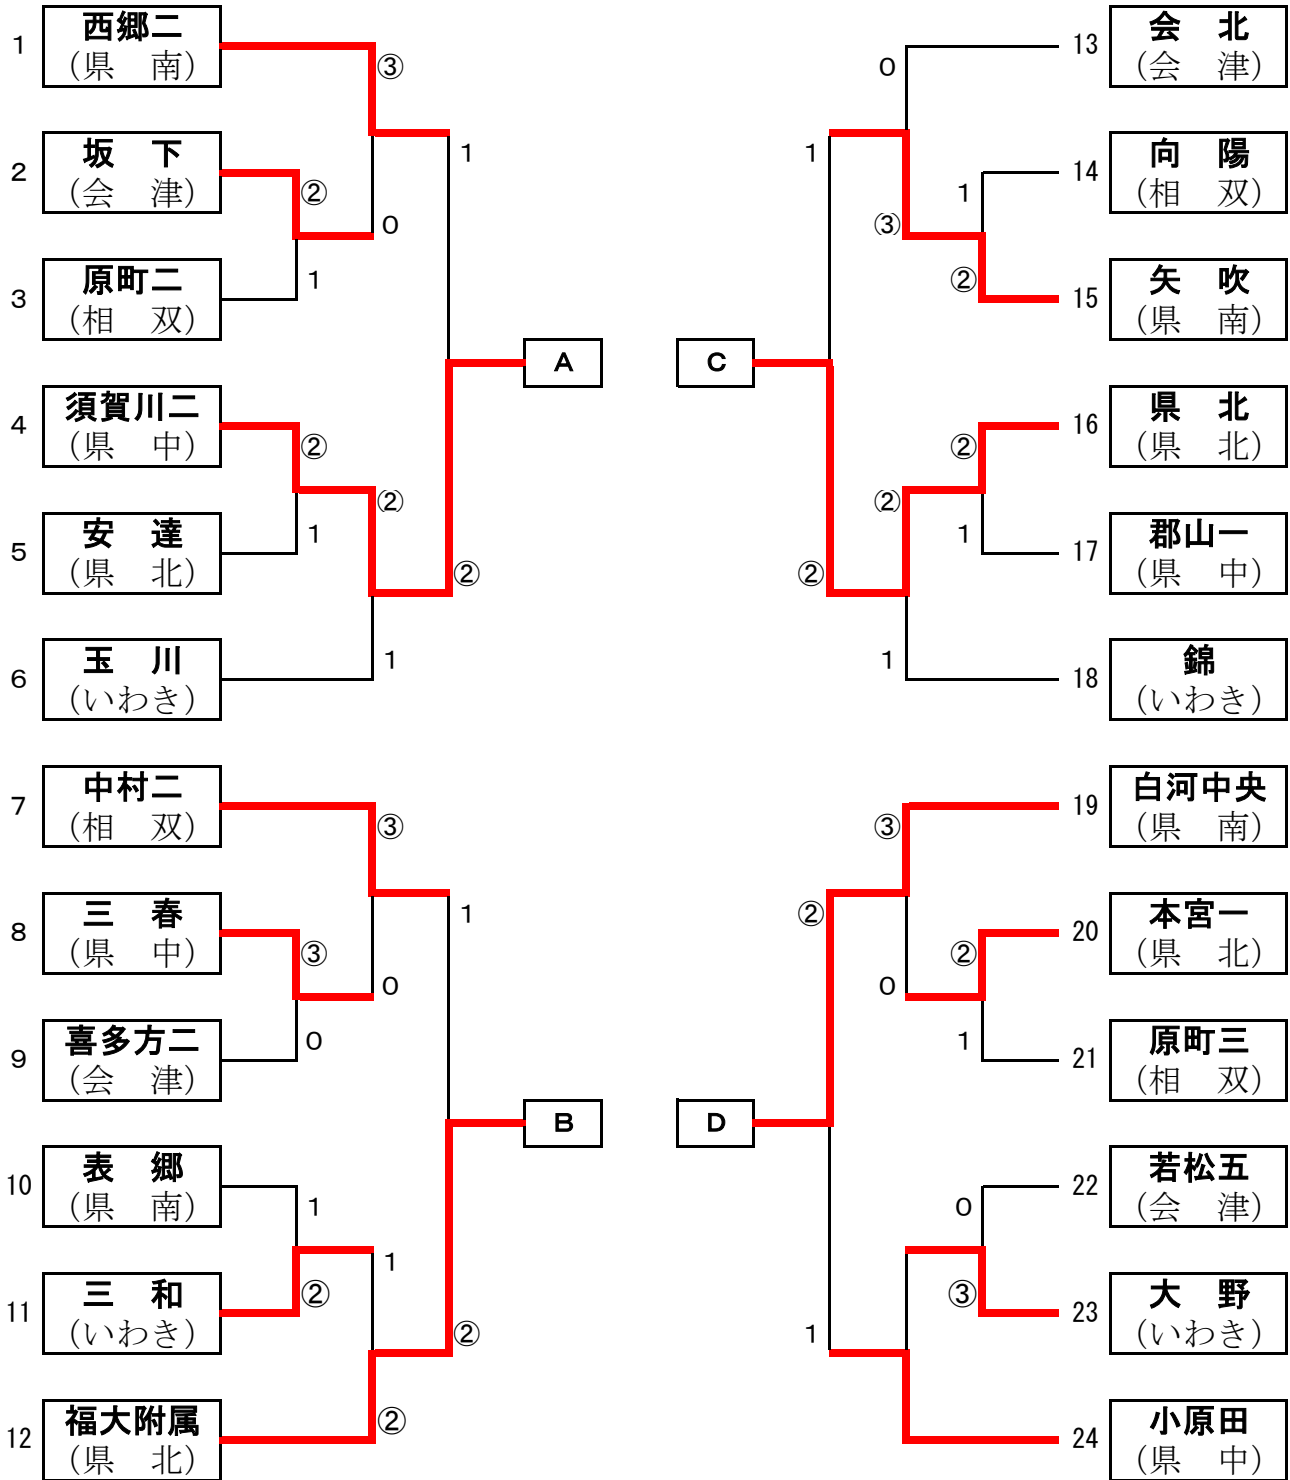 1 西郷二
(県 南)
③
1
2 坂 下
(会 津)
②
0
3 原町二
(相 双)
1
A
4 須賀川二
(県 中)
②
②
5 安 達
(県 北)
1
②
6 玉 川
(いわき)
1
7 中村二
(相 双)
③
1
8 三 春
(県 中)
③
0
9 喜多方二
(会 津)
0
B
10 表 郷
(県 南)
1
1
11 三 和
(いわき)
②
②
12 福大附属
(県 北)
②
13 会 北
(会 津)
0
1
14 向 陽
(相 双)
1
③
15 矢 吹
(県 南)
②
C
16 県 北
(県 北)
②
②
17 郡山一
(県 中)
1
②
18 錦
(いわき)
1
19 白河中央
(県 南)
③
②
20 本宮一
(県 北)
②
0
21 原町三
(相 双)
1
D
22 若松五
(会 津)
0
23 大 野
(いわき)
③
1
24 小原田
(県 中)